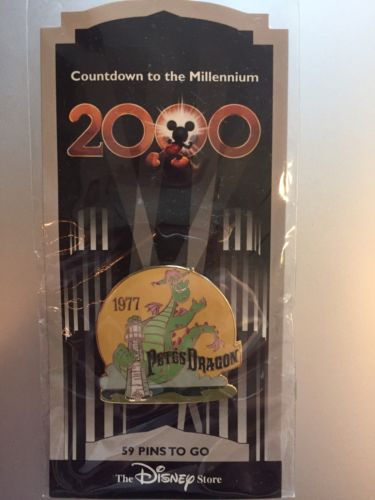 Countdown to the Millennium
2000
1977
PETE'S DRAGON
59 PINS TO GO
The Disney Store